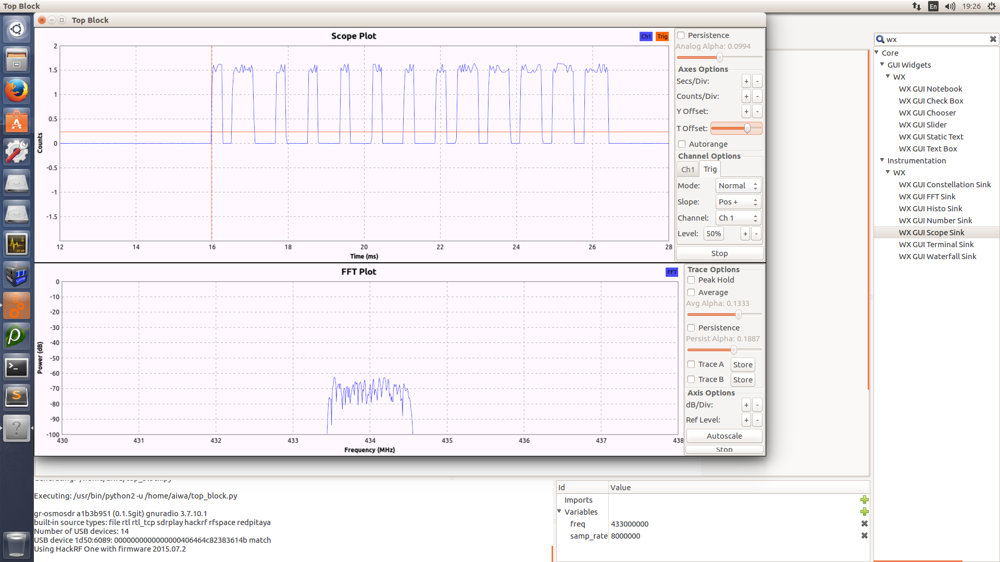 Top Block
En
19:26
Top Block
Scope Plot
Ch1 Trig
2
1.5
1
0.5
0
-0.5
-1
-1.5
Counts
12 14 16 18 20 22 24 26 28
Time (ms)
Persistence
Analog Alpha: 0.0994
Axes Options
Secs/Div: + -
Counts/Div: + -
Y Offset: + -
T Offset:
Autorange
Channel Options
Ch1 Trig
Mode: Normal
Slope: Pos +
Channel: Ch 1
Level: 50% + -
Stop
FFT Plot
FFT
0
-10
-20
-30
-40
-50
-60
-70
-80
-90
-100
Power (dB)
430 431 432 433 434 435 436 437 438
Frequency (MHz)
Trace Options
Peak Hold
Average
Avg Alpha: 0.1333
Persistence
Persist Alpha: 0.1887
Trace A Store
Trace B Store
Axis Options
dB/Div: + -
Ref Level: + -
Autoscale
Stop
wx
Core
GUI Widgets
WX
WX GUI Notebook
WX GUI Check Box
WX GUI Chooser
WX GUI Slider
WX GUI Static Text
WX GUI Text Box
Instrumentation
WX
WX GUI Constellation Sink
WX GUI FFT Sink
WX GUI Histo Sink
WX GUI Number Sink
WX GUI Scope Sink
WX GUI Terminal Sink
WX GUI Waterfall Sink
Executing: /usr/bin/python2 -u /home/aiwa/top_block.py
gr-osmosdr a1b3b951 (0.1.5git) gnuradio 3.7.10.1
built-in source types: file rtl rtl_tcp sdrplay hackrf rfspace redpitaya
Number of USB devices: 14
USB device 1d50:6089: 0000000000000000406464c82383614b match
Using HackRF One with firmware 2015.07.2
Id Value
Imports
Variables
freq 433000000
samp_rate 8000000